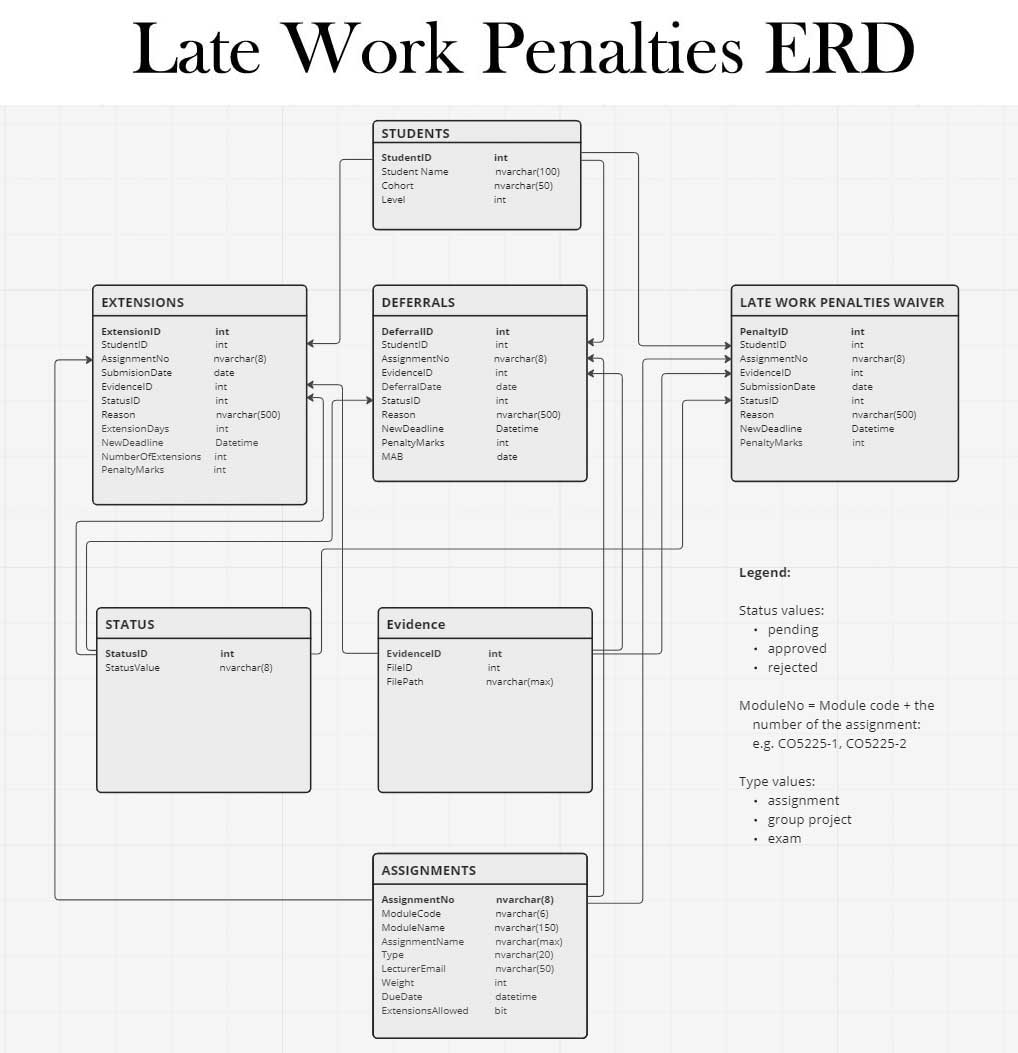 Late Work Penalties ERD
STUDENTS
StudentID int
Student Name nvarchar(100)
Cohort nvarchar(50)
Level int
EXTENSIONS
ExtensionID int
StudentID int
AssignmentNo nvarchar(8)
SubmisionDate date
EvidenceID int
StatusID int
Reason nvarchar(500)
ExtensionDays int
NewDeadline Datetime
NumberOfExtensions int
PenaltyMarks int
DEFERRALS
DeferralID int
StudentID int
AssignmentNo nvarchar(8)
EvidenceID int
DeferralDate date
StatusID int
Reason nvarchar(500)
NewDeadline Datetime
PenaltyMarks int
MAB date
LATE WORK PENALTIES WAIVER
PenaltyID int
StudentID int
AssignmentNo nvarchar(8)
EvidenceID int
SubmissionDate date
StatusID int
Reason nvarchar(500)
NewDeadline Datetime
PenaltyMarks int
STATUS
StatusID int
StatusValue nvarchar(8)
Evidence
EvidenceID int
FileID int
FilePath nvarchar(max)
Legend:
Status values:
• pending
• approved
• rejected
ModuleNo = Module code + the
number of the assignment:
e.g. CO5225-1, CO5225-2
Type values:
• assignment
• group project
• exam
ASSIGNMENTS
AssignmentNo nvarchar(8)
ModuleCode nvarchar(6)
ModuleName nvarchar(150)
AssignmentName nvarchar(max)
Type nvarchar(20)
LecturerEmail nvarchar(50)
Weight int
DueDate datetime
ExtensionsAllowed bit